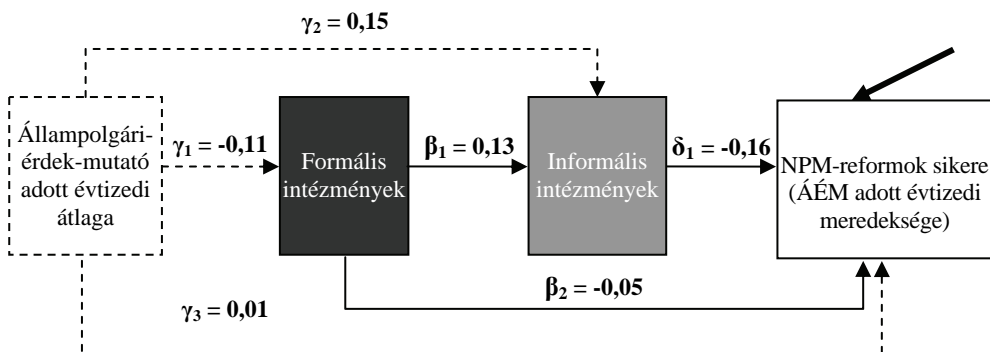 γ₂ = 0,15
Állampolgári-
érdek-mutató
adott évtizedi
átlaga
γ₁ = -0,11
Formális
intézmények
β₁ = 0,13
Informális
intézmények
δ₁ = -0,16
NPM-reformok sikere
(ÁÉM adott évtizedi
meredeksége)
β₂ = -0,05
γ₃ = 0,01